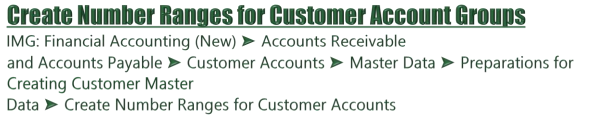 Create Number Ranges for Customer Account Groups
IMG: Financial Accounting (New) ➤ Accounts Receivable
and Accounts Payable ➤ Customer Accounts ➤ Master Data ➤ Preparations for
Creating Customer Master
Data ➤ Create Number Ranges for Customer Accounts